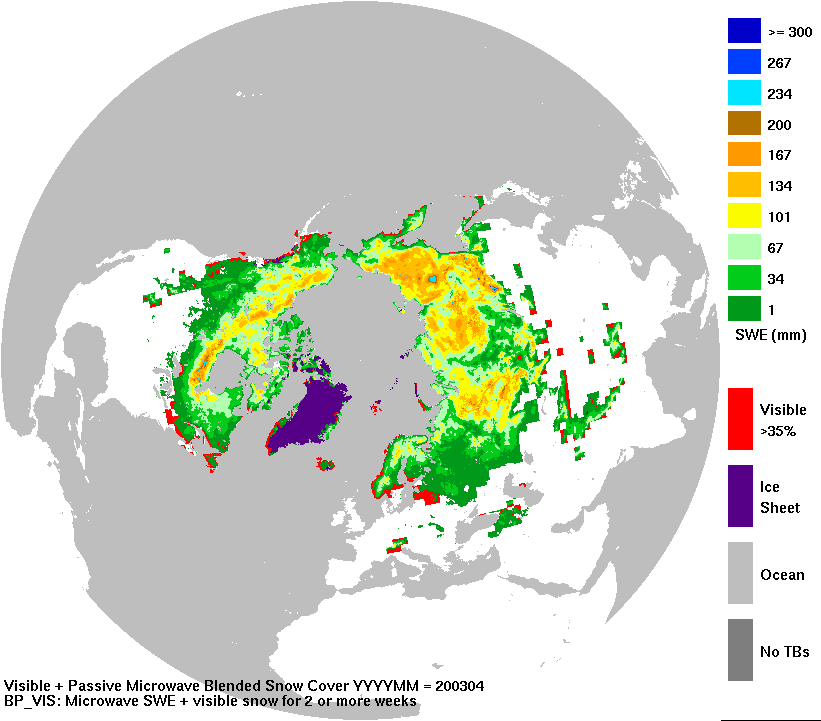 >= 300
267
234
200
167
134
101
67
34
1
SWE (mm)
Visible
>35%
Ice
Sheet
Ocean
No TBs
Visible + Passive Microwave Blended Snow Cover YYYYMM = 200304
BP_VIS: Microwave SWE + visible snow for 2 or more weeks